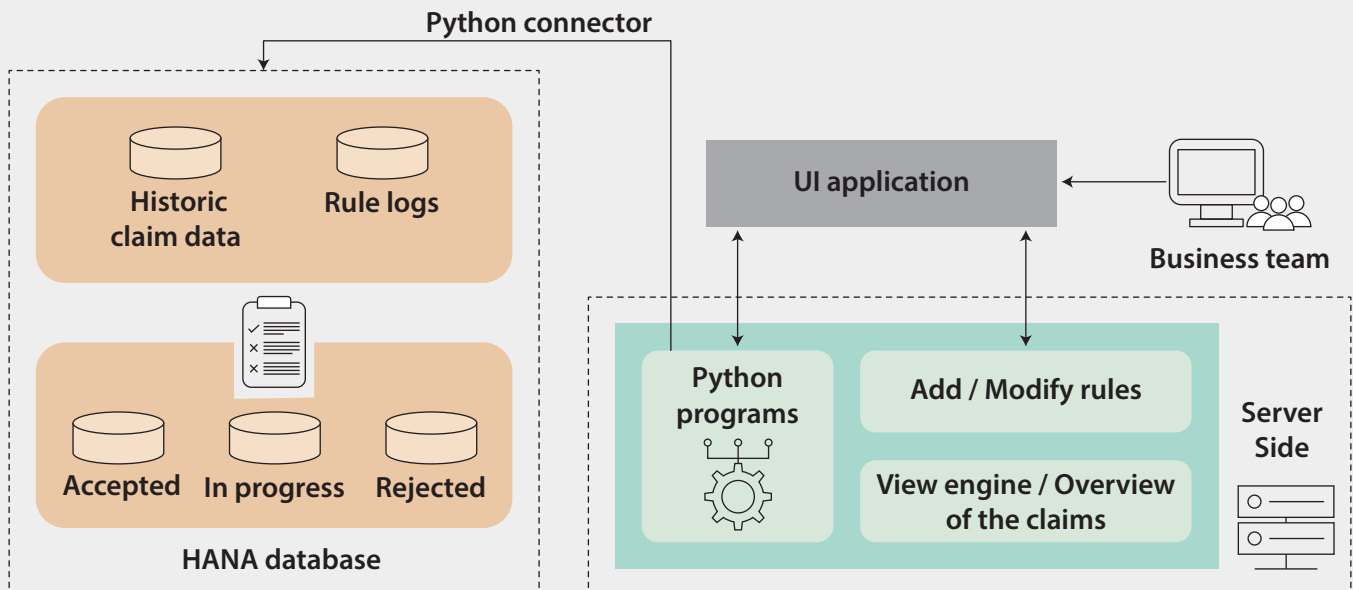 Python connector
Historic
claim data
Rule logs
Accepted
In progress
Rejected
HANA database
UI application
Business team
Python
programs
Add / Modify rules
View engine / Overview
of the claims
Server
Side